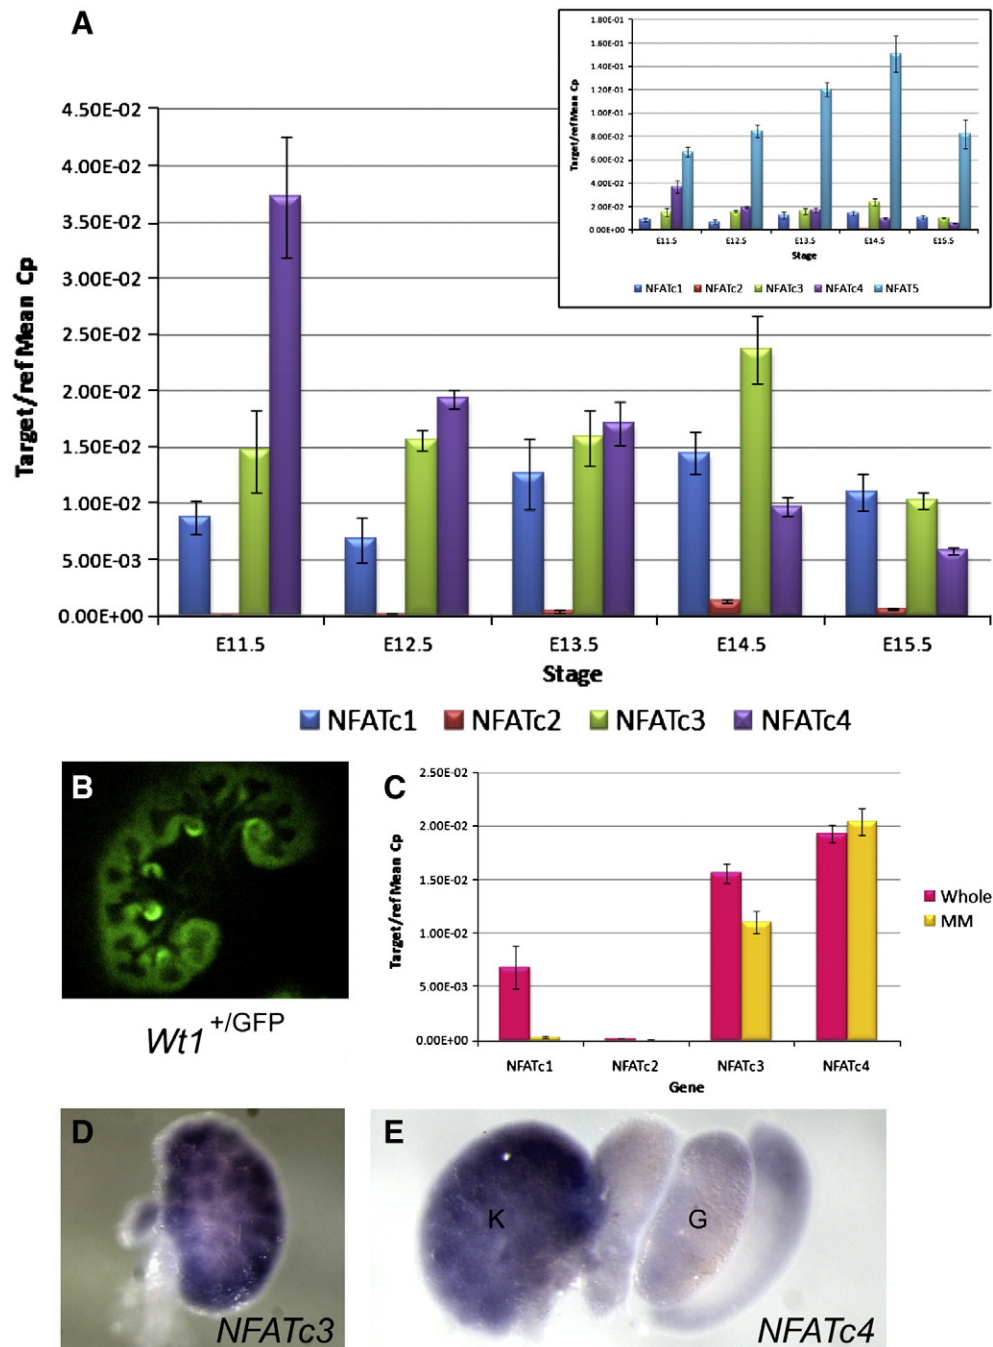 A
4.50E-02
4.00E-02
3.50E-02
3.00E-02
2.50E-02
2.00E-02
1.50E-02
1.00E-02
5.00E-03
0.00E+00
Target/ref Mean Cp
E11.5 E12.5 E13.5 E14.5 E15.5
Stage
NFATc1 NFATc2 NFATc3 NFATc4
1.80E-01
1.60E-01
1.40E-01
1.20E-01
1.00E-01
8.00E-02
6.00E-02
4.00E-02
2.00E-02
0.00E+00
Target/ref Mean Cp
E11.5 E12.5 E13.5 E14.5 E15.5
Stage
NFATc1 NFATc2 NFATc3 NFATc4 NFAT5
B
Wt1 +/GFP
C
2.50E-02
2.00E-02
1.50E-02
1.00E-02
5.00E-03
0.00E+00
Target/ref Mean Cp
NFATc1 NFATc2 NFATc3 NFATc4
Gene
Whole
MM
D
NFATc3
E
K
G
NFATc4